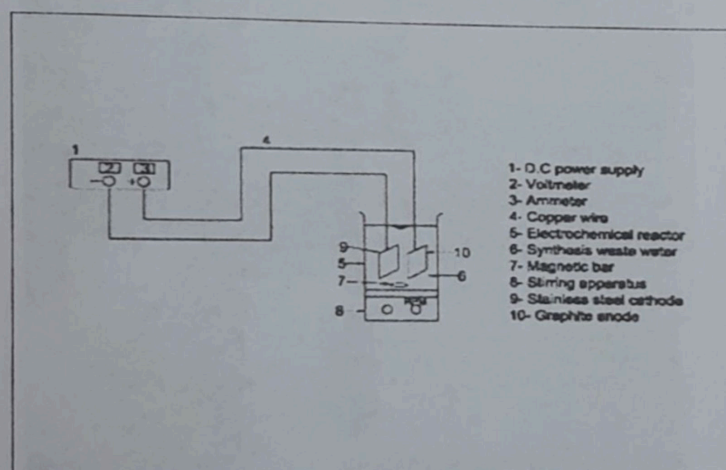 1
2
3
- +
4
1- D.C power supply
2- Voltmeter
3- Ammeter
4- Copper wire
5- Electrochemical reactor
6- Synthesis waste water
7- Magnetic bar
8- Stirring apparatus
9- Stainless steel cathode
10- Graphite anode
9
10
5
6
7
8